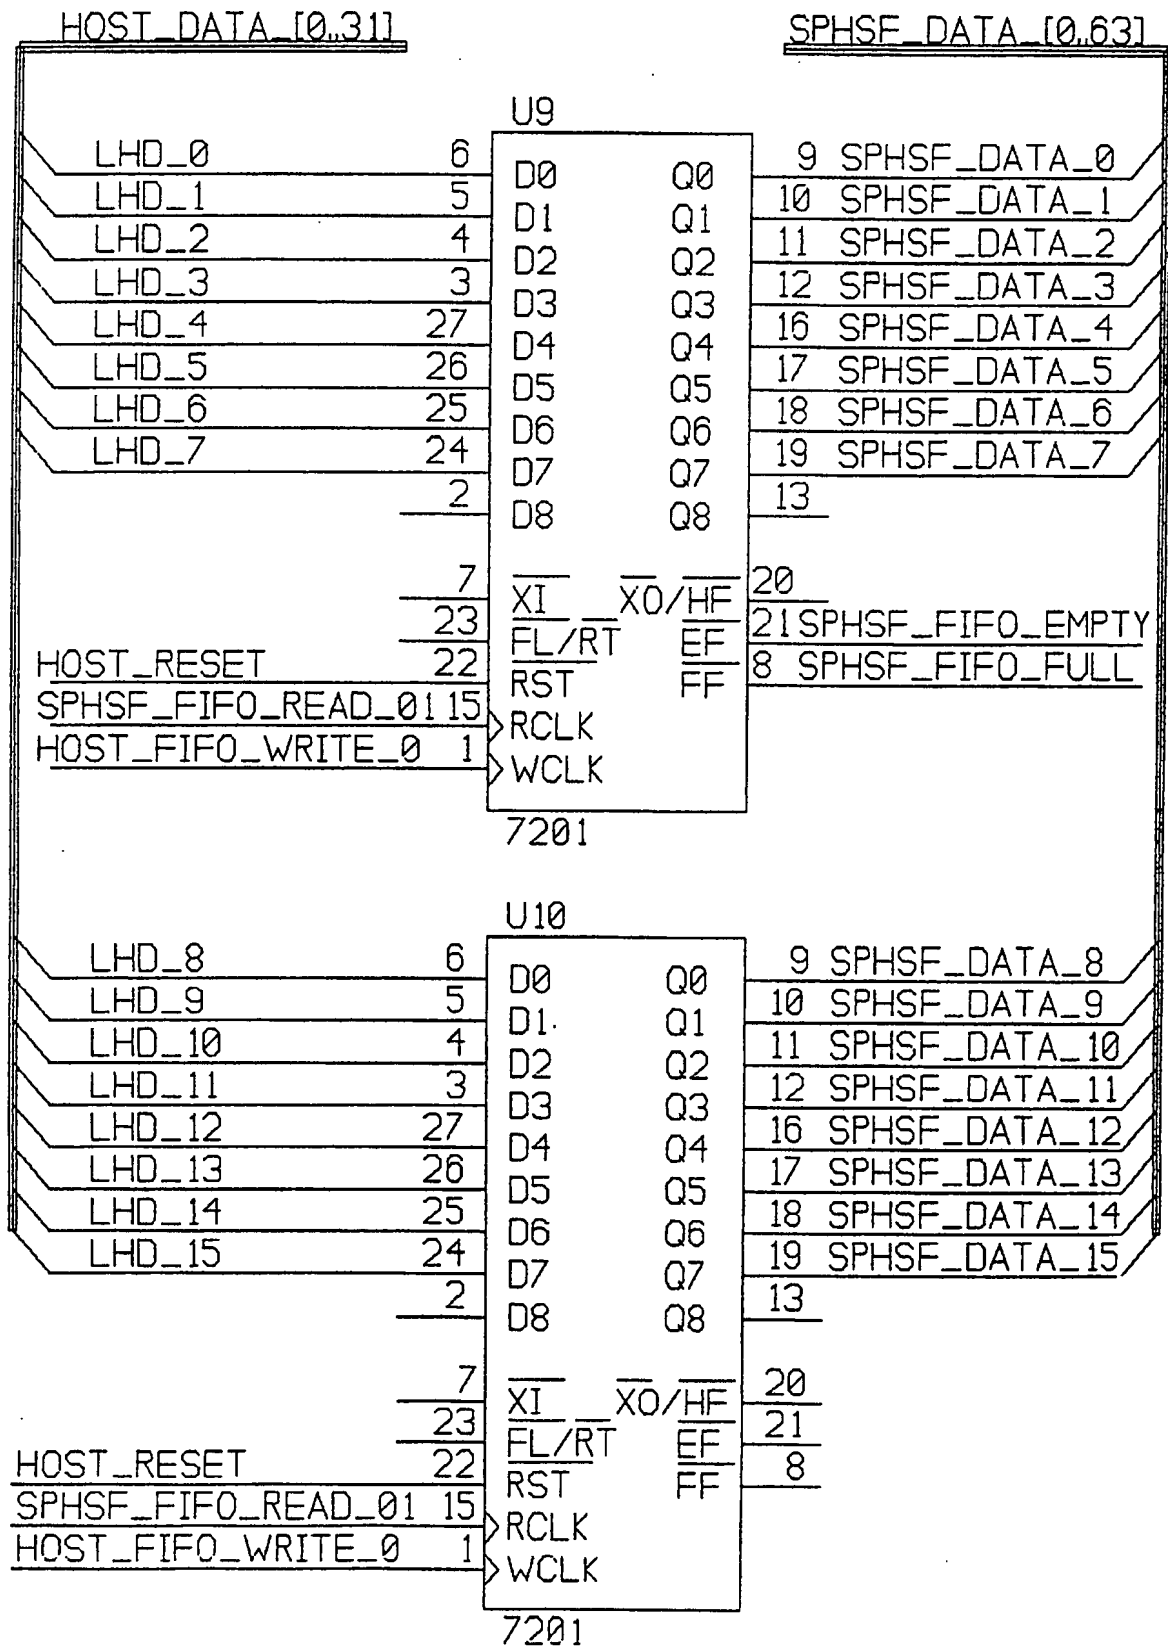 HOST_DATA_[0..31] SPHSF_DATA_[0..63]
U9
LHD_0 6 D0 Q0 9 SPHSF_DATA_0
LHD_1 5 D1 Q1 10 SPHSF_DATA_1
LHD_2 4 D2 Q2 11 SPHSF_DATA_2
LHD_3 3 D3 Q3 12 SPHSF_DATA_3
LHD_4 27 D4 Q4 16 SPHSF_DATA_4
LHD_5 26 D5 Q5 17 SPHSF_DATA_5
LHD_6 25 D6 Q6 18 SPHSF_DATA_6
LHD_7 24 D7 Q7 19 SPHSF_DATA_7
2 D8 Q8 13
7 XI XO/HF 20
23 FL/RT EF 21 SPHSF_FIFO_EMPTY
HOST_RESET 22 RST FF 8 SPHSF_FIFO_FULL
SPHSF_FIFO_READ_01 15 RCLK
HOST_FIFO_WRITE_0 1 WCLK
7201
U10
LHD_8 6 D0 Q0 9 SPHSF_DATA_8
LHD_9 5 D1 Q1 10 SPHSF_DATA_9
LHD_10 4 D2 Q2 11 SPHSF_DATA_10
LHD_11 3 D3 Q3 12 SPHSF_DATA_11
LHD_12 27 D4 Q4 16 SPHSF_DATA_12
LHD_13 26 D5 Q5 17 SPHSF_DATA_13
LHD_14 25 D6 Q6 18 SPHSF_DATA_14
LHD_15 24 D7 Q7 19 SPHSF_DATA_15
2 D8 Q8 13
7 XI XO/HF 20
23 FL/RT EF 21
HOST_RESET 22 RST FF 8
SPHSF_FIFO_READ_01 15 RCLK
HOST_FIFO_WRITE_0 1 WCLK
7201